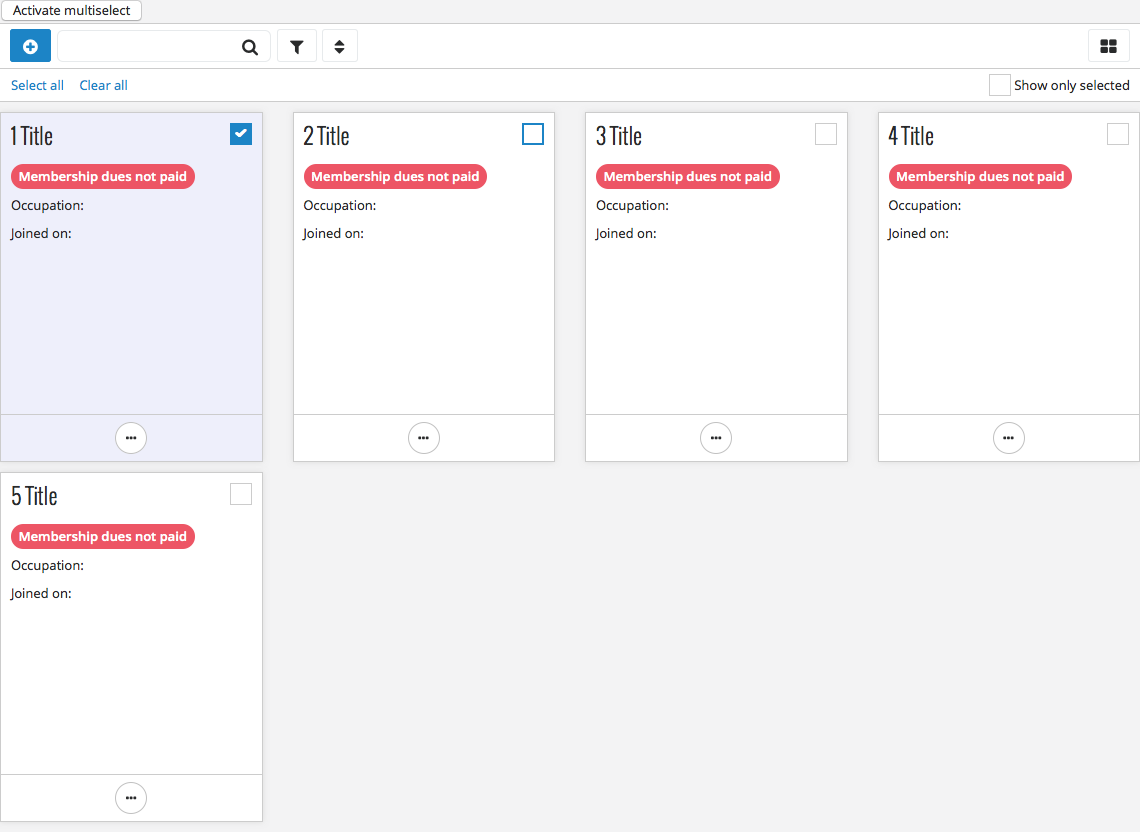 Activate multiselect
Select all Clear all Show only selected
1 Title
Membership dues not paid
Occupation:
Joined on:
2 Title
Membership dues not paid
Occupation:
Joined on:
3 Title
Membership dues not paid
Occupation:
Joined on:
4 Title
Membership dues not paid
Occupation:
Joined on:
5 Title
Membership dues not paid
Occupation:
Joined on: